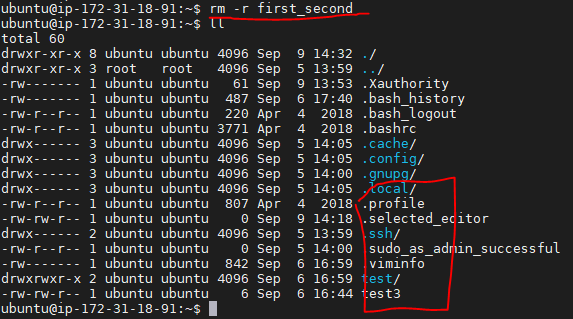 ubuntu@ip-172-31-18-91:~$ rm -r first_second
ubuntu@ip-172-31-18-91:~$ ll
total 60
drwxr-xr-x 8 ubuntu ubuntu 4096 Sep  9 14:32 ./
drwxr-xr-x 3 root   root   4096 Sep  5 13:59 ../
-rw------- 1 ubuntu ubuntu   61 Sep  9 13:53 .Xauthority
-rw------- 1 ubuntu ubuntu  487 Sep  6 17:40 .bash_history
-rw-r--r-- 1 ubuntu ubuntu  220 Apr  4  2018 .bash_logout
-rw-r--r-- 1 ubuntu ubuntu 3771 Apr  4  2018 .bashrc
drwx------ 3 ubuntu ubuntu 4096 Sep  5 14:05 .cache/
drwx------ 3 ubuntu ubuntu 4096 Sep  5 14:05 .config/
drwx------ 3 ubuntu ubuntu 4096 Sep  5 14:00 .gnupg/
drwx------ 3 ubuntu ubuntu 4096 Sep  5 14:05 .local/
-rw-r--r-- 1 ubuntu ubuntu  807 Apr  4  2018 .profile
-rw-rw-r-- 1 ubuntu ubuntu    0 Sep  9 14:18 .selected_editor
drwx------ 2 ubuntu ubuntu 4096 Sep  5 13:59 .ssh/
-rw-r--r-- 1 ubuntu ubuntu    0 Sep  5 14:00 .sudo_as_admin_successful
-rw------- 1 ubuntu ubuntu  842 Sep  6 16:59 .viminfo
drwxrwxr-x 2 ubuntu ubuntu 4096 Sep  6 16:59 test/
-rw-rw-r-- 1 ubuntu ubuntu    6 Sep  6 16:44 test3
ubuntu@ip-172-31-18-91:~$